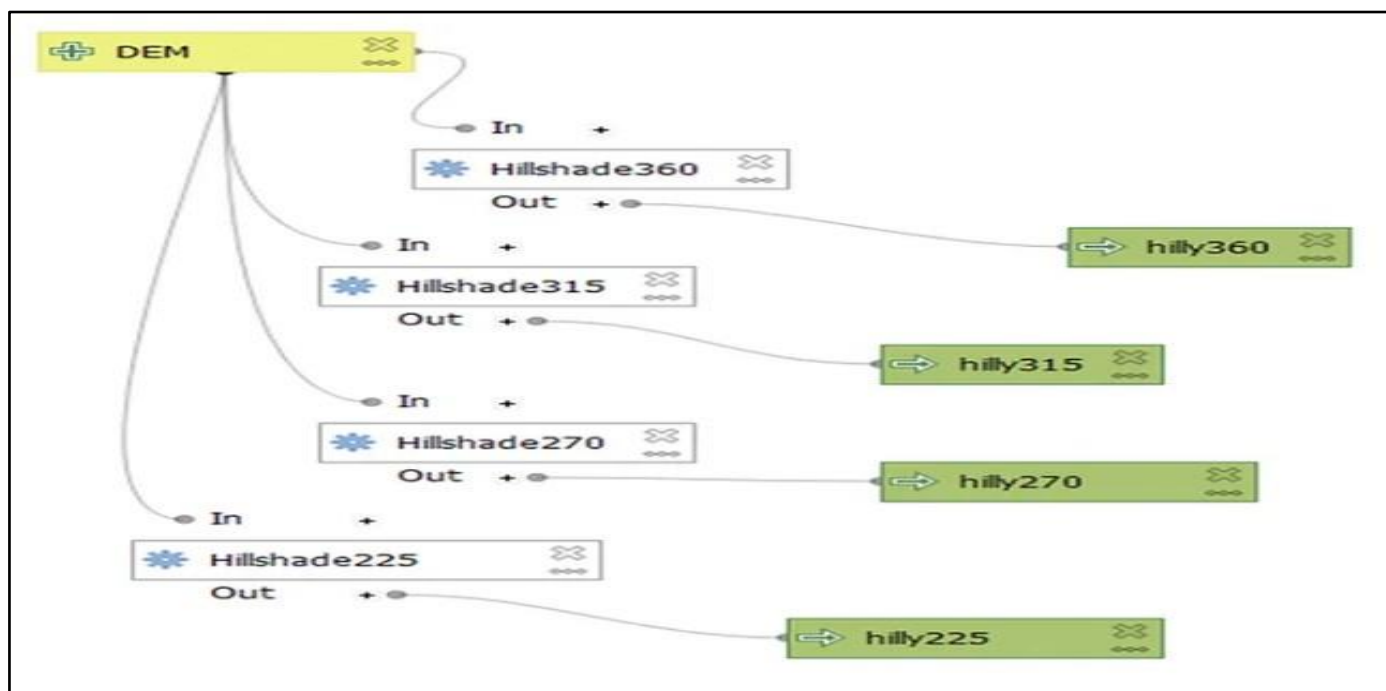 DEM
In +
Hillshade360
Out +
In +
hilly360
Hillshade315
Out +
hilly315
In +
Hillshade270
Out +
hilly270
In +
Hillshade225
Out +
hilly225